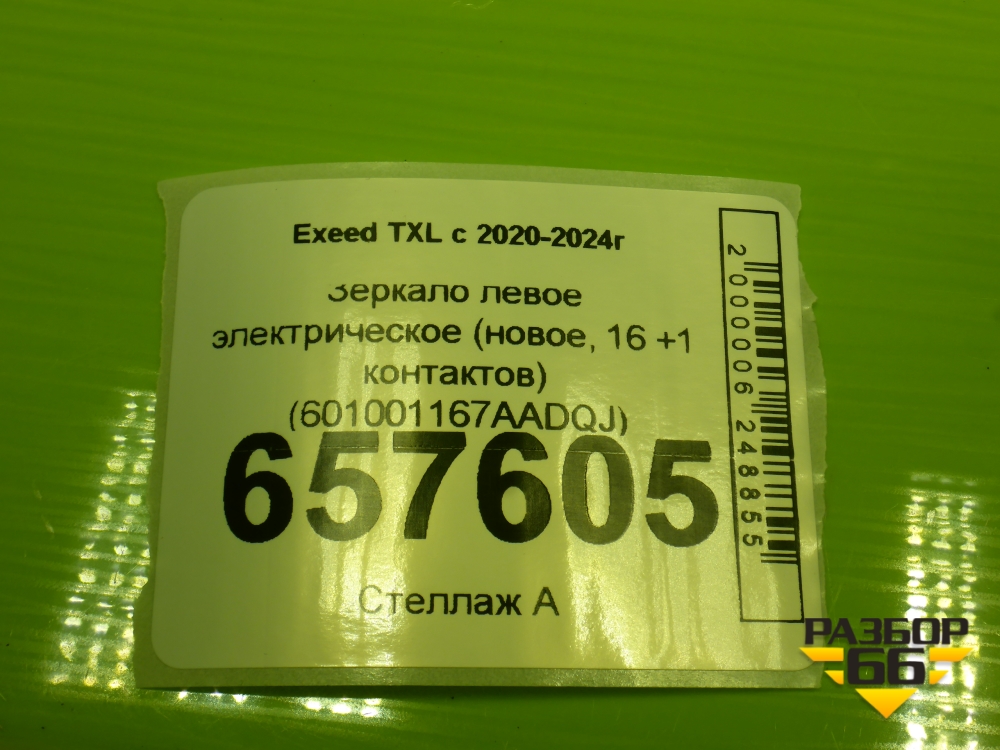 Exeed TXL с 2020-2024г
Зеркало левое
электрическое (новое, 16 +1
контактов)
(601001167AADQJ)
657605
Стеллаж А
2000006248855
РАЗБОР
66